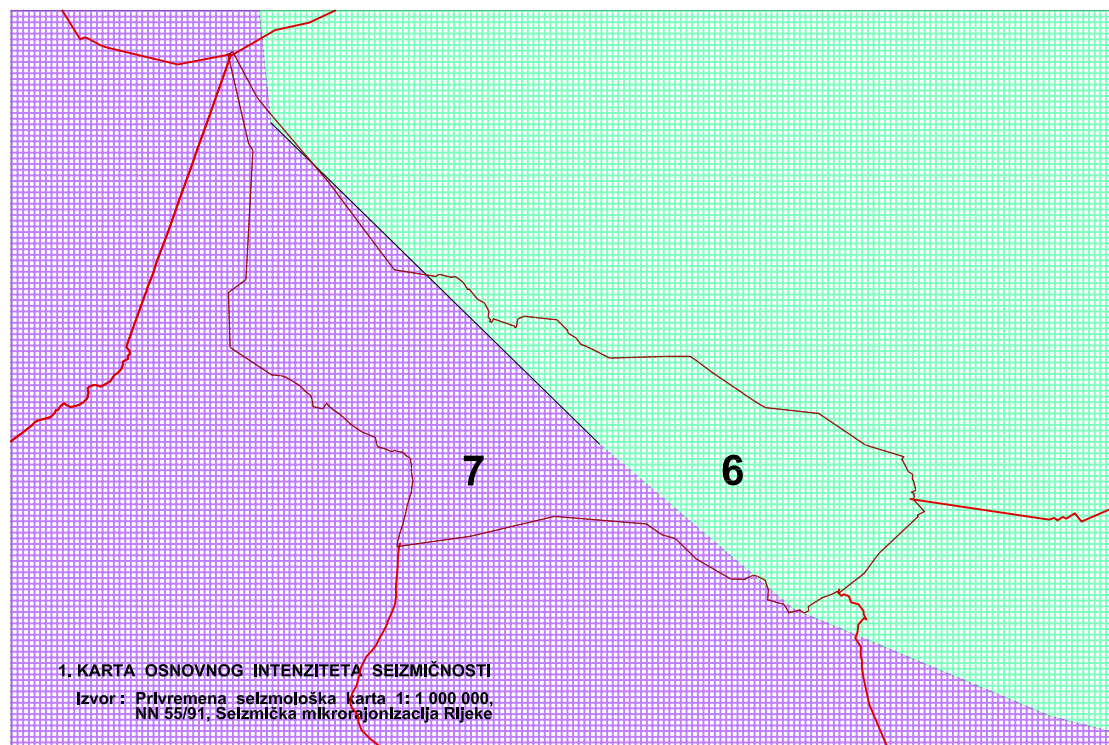 7
6
1. KARTA OSNOVNOG INTENZITETA SEIZMIČNOSTI
Izvor : Privremena seizmološka karta 1: 1 000 000,
NN 55/91, Seizmička mikrorajonizacija Rijeke